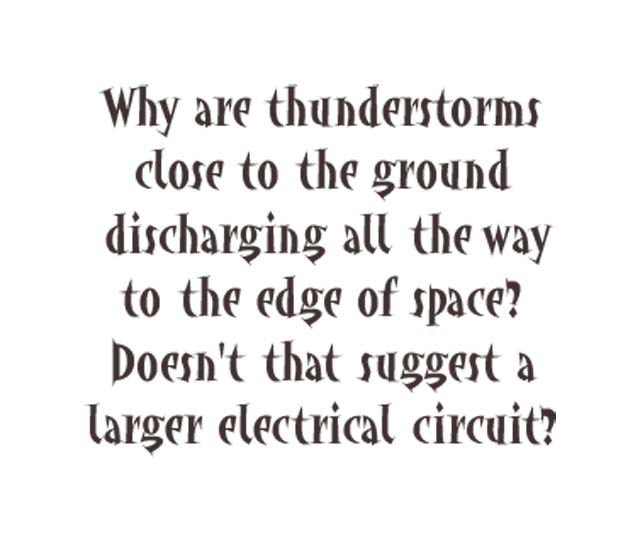 Why are thunderstorms
close to the ground
discharging all the way
to the edge of space?
Doesn't that suggest a
larger electrical circuit?